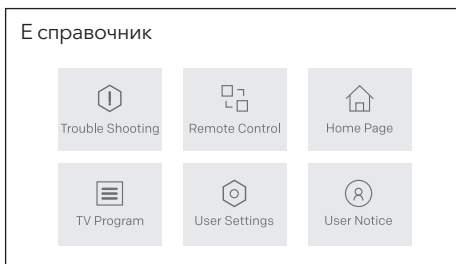 Е справочник
Trouble Shooting
Remote Control
Home Page
TV Program
User Settings
User Notice